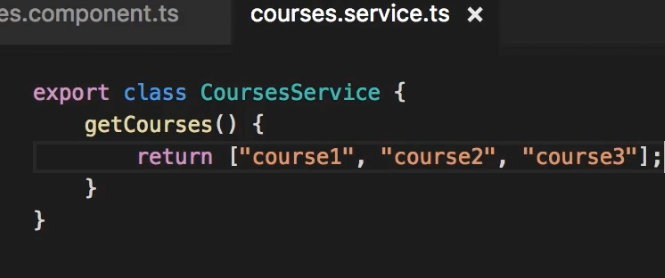 es.component.ts courses.service.ts ×
export class CoursesService {
getCourses() {
return ["course1", "course2", "course3"];
}
}